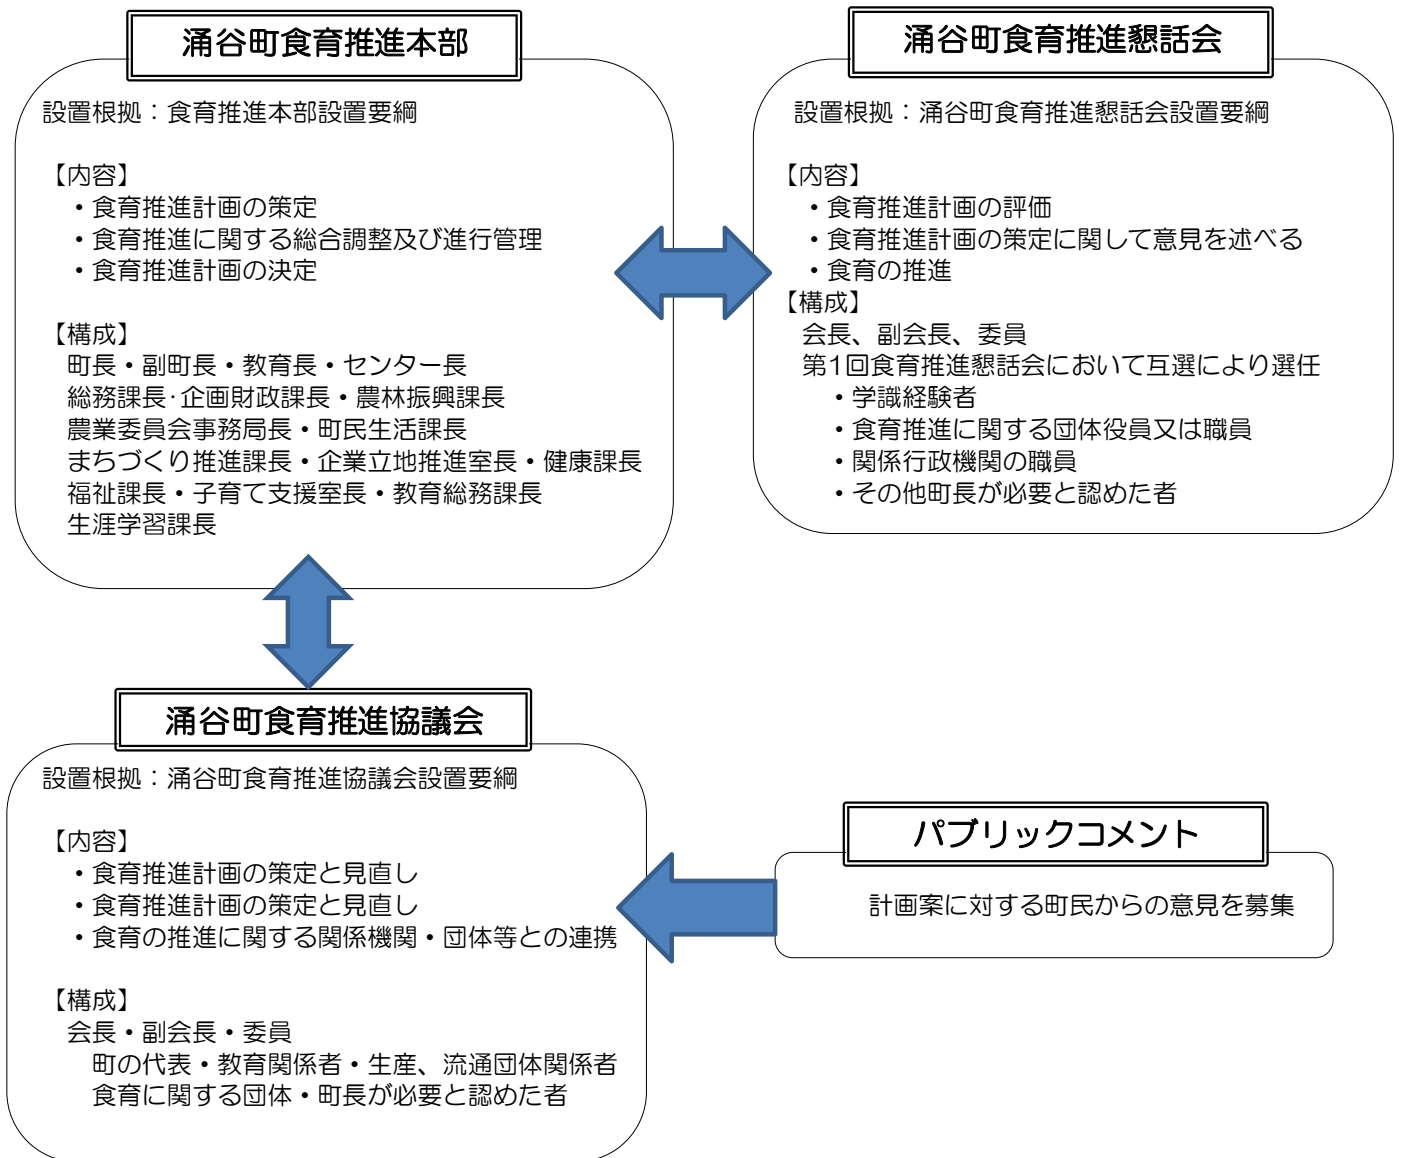 涌谷町食育推進本部
設置根拠：食育推進本部設置要綱
【内容】
・食育推進計画の策定
・食育推進に関する総合調整及び進行管理
・食育推進計画の決定
【構成】
町長・副町長・教育長・センター長
総務課長･企画財政課長・農林振興課長
農業委員会事務局長・町民生活課長
まちづくり推進課長・企業立地推進室長・健康課長
福祉課長・子育て支援室長・教育総務課長
生涯学習課長
涌谷町食育推進懇話会
設置根拠：涌谷町食育推進懇話会設置要綱
【内容】
・食育推進計画の評価
・食育推進計画の策定に関して意見を述べる
・食育の推進
【構成】
会長、副会長、委員
第1回食育推進懇話会において互選により選任
・学識経験者
・食育推進に関する団体役員又は職員
・関係行政機関の職員
・その他町長が必要と認めた者
涌谷町食育推進協議会
設置根拠：涌谷町食育推進協議会設置要綱
【内容】
・食育推進計画の策定と見直し
・食育推進計画の策定と見直し
・食育の推進に関する関係機関・団体等との連携
【構成】
会長・副会長・委員
町の代表・教育関係者・生産、流通団体関係者
食育に関する団体・町長が必要と認めた者
パブリックコメント
計画案に対する町民からの意見を募集